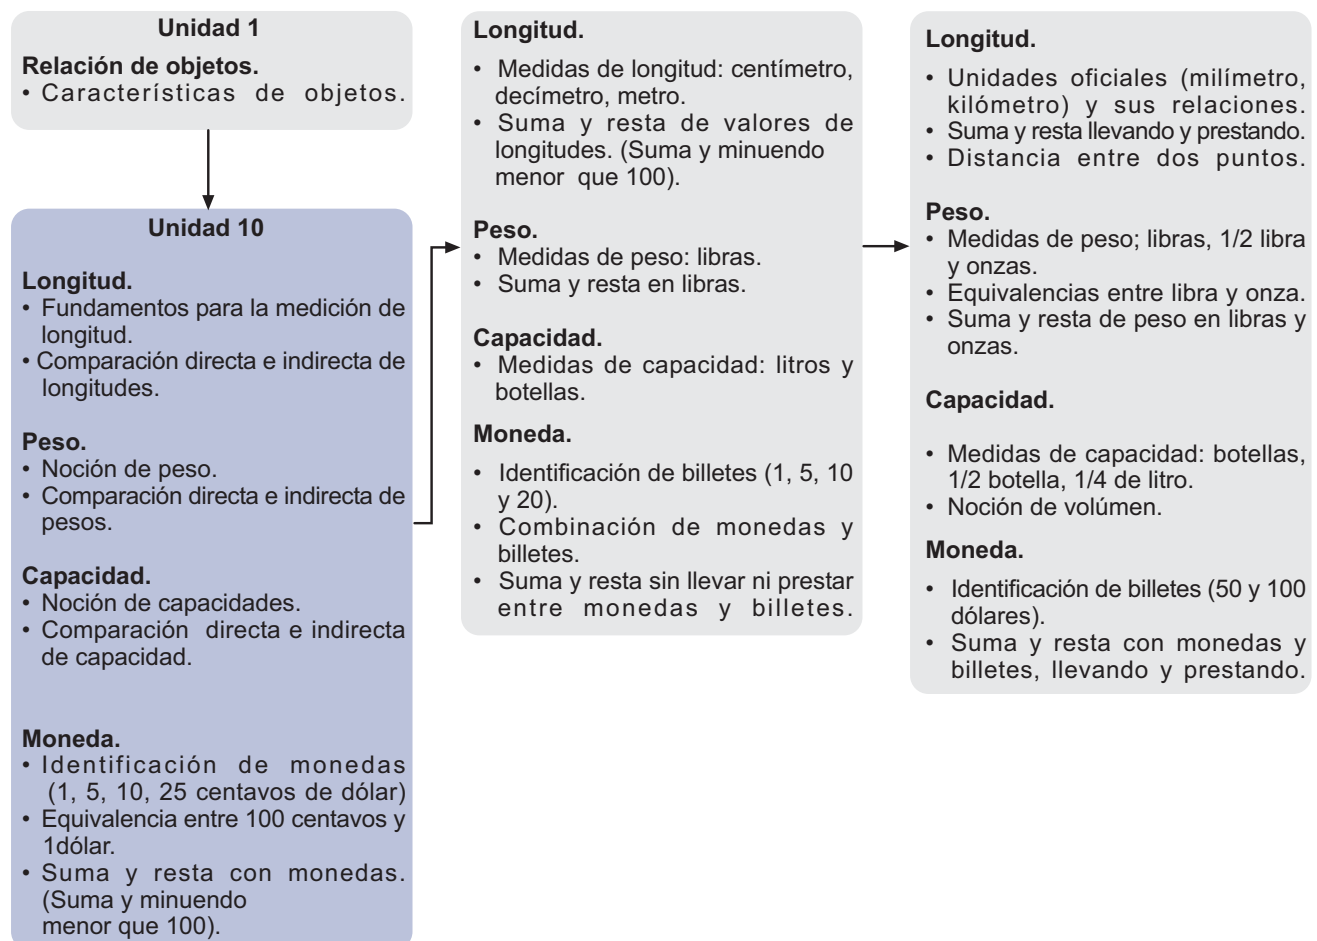 Unidad 1
Relación de objetos.
• Características de objetos.
Unidad 10
Longitud.
• Fundamentos para la medición de
longitud.
• Comparación directa e indirecta de
longitudes.
Peso.
• Noción de peso.
• Comparación directa e indirecta de
pesos.
Capacidad.
• Noción de capacidades.
• Comparación directa e indirecta
de capacidad.
Moneda.
• Identificación de monedas
(1, 5, 10, 25 centavos de dólar)
• Equivalencia entre 100 centavos y
1dólar.
• Suma y resta con monedas.
(Suma y minuendo
menor que 100).
Longitud.
• Medidas de longitud: centímetro,
decímetro, metro.
• Suma y resta de valores de
longitudes. (Suma y minuendo
menor que 100).
Peso.
• Medidas de peso: libras.
• Suma y resta en libras.
Capacidad.
• Medidas de capacidad: litros y
botellas.
Moneda.
• Identificación de billetes (1, 5, 10
y 20).
• Combinación de monedas y
billetes.
• Suma y resta sin llevar ni prestar
entre monedas y billetes.
Longitud.
• Unidades oficiales (milímetro,
kilómetro) y sus relaciones.
• Suma y resta llevando y prestando.
• Distancia entre dos puntos.
Peso.
• Medidas de peso; libras, 1/2 libra
y onzas.
• Equivalencias entre libra y onza.
• Suma y resta de peso en libras y
onzas.
Capacidad.
• Medidas de capacidad: botellas,
1/2 botella, 1/4 de litro.
• Noción de volúmen.
Moneda.
• Identificación de billetes (50 y 100
dólares).
• Suma y resta con monedas y
billetes, llevando y prestando.